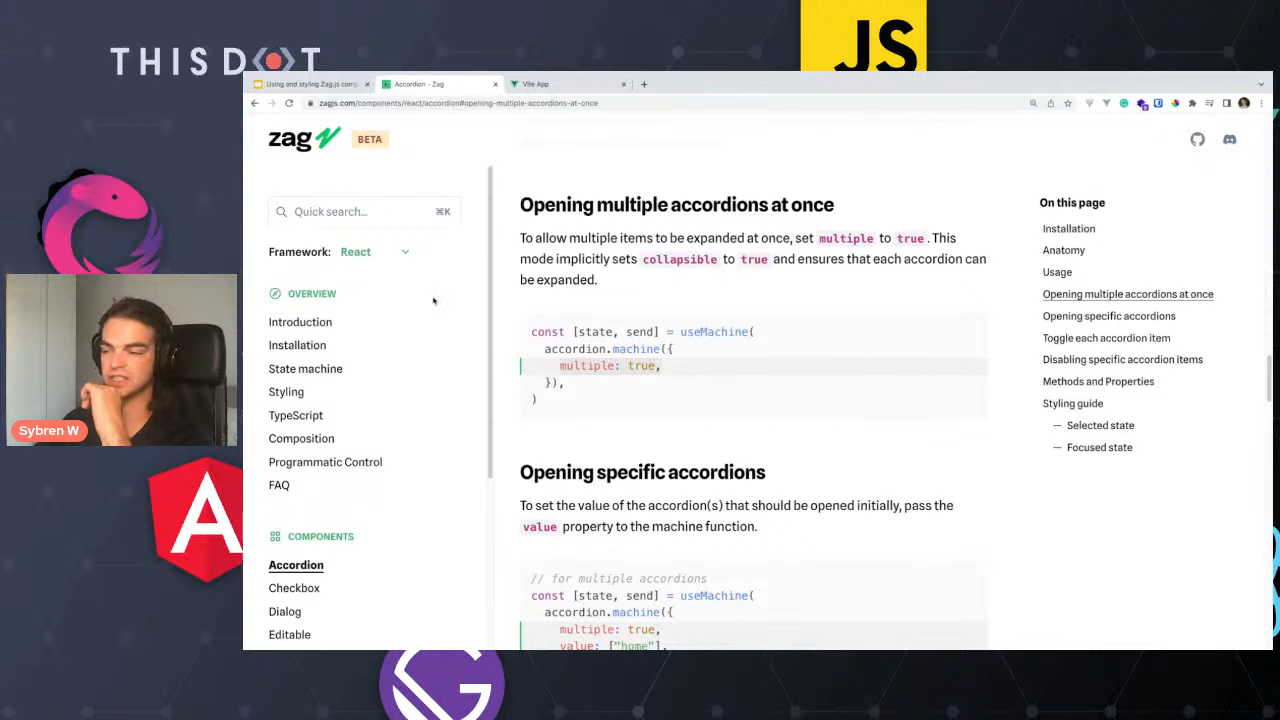 THIS DOT
JS
Using and styling Zag.js comp
Accordion - Zag
Vite App
zagjs.com/components/react/accordion#opening-multiple-accordions-at-once
zag
BETA
Quick search...
⌘K
Framework: React
OVERVIEW
Introduction
Installation
State machine
Styling
TypeScript
Composition
Programmatic Control
FAQ
COMPONENTS
Accordion
Checkbox
Dialog
Editable
Opening multiple accordions at once
To allow multiple items to be expanded at once, set multiple to true. This
mode implicitly sets collapsible to true and ensures that each accordion can
be expanded.
const [state, send] = useMachine(
accordion.machine({
multiple: true,
}),
)
Opening specific accordions
To set the value of the accordion(s) that should be opened initially, pass the
value property to the machine function.
// for multiple accordions
const [state, send] = useMachine(
accordion.machine({
multiple: true,
value: ["home"],
On this page
Installation
Anatomy
Usage
Opening multiple accordions at once
Opening specific accordions
Toggle each accordion item
Disabling specific accordion items
Methods and Properties
Styling guide
— Selected state
— Focused state
Sybren W
A
G